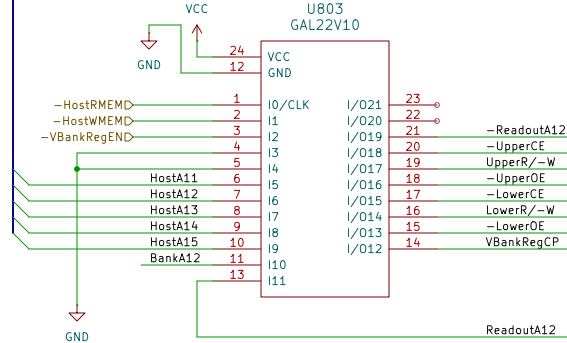 U803
GAL22V10
VCC
GND
24 VCC
12 GND
-HostRMEM 1 I0/CLK I/O21 23
-HostWMEM 2 I1 I/O20 22
-VBankRegEN 3 I2 I/O19 21 -ReadoutA12
4 I3 I/O18 20 -UpperCE
5 I4 I/O17 19 UpperR/-W
HostA11 6 I5 I/O16 18 -UpperOE
HostA12 7 I6 I/O15 17 -LowerCE
HostA13 8 I7 I/O14 16 LowerR/-W
HostA14 9 I8 I/O13 15 -LowerOE
HostA15 10 I9 I/O12 14 VBankRegCP
BankA12 11 I10
13 I11
GND
ReadoutA12